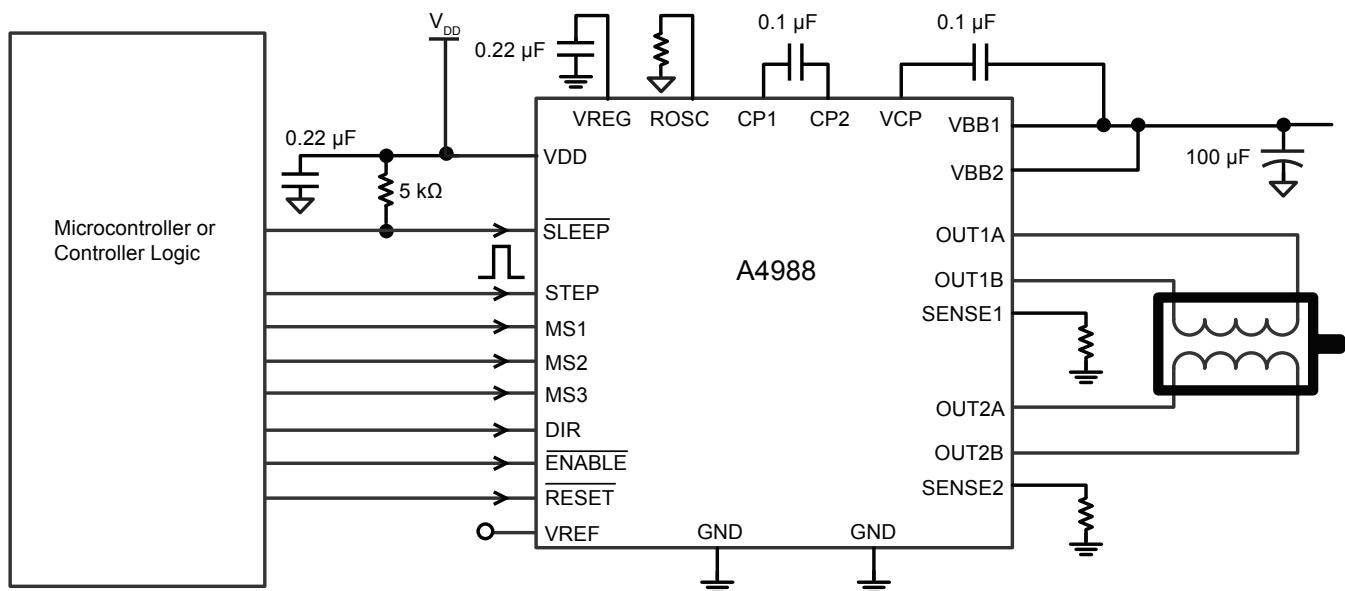 V_DD
0.22 µF
0.1 µF
0.1 µF
VREG ROSC CP1 CP2 VCP
VBB1
VBB2
100 µF
0.22 µF
VDD
5 kΩ
Microcontroller or
Controller Logic
SLEEP
STEP
MS1
MS2
MS3
DIR
ENABLE
RESET
VREF
A4988
OUT1A
OUT1B
SENSE1
OUT2A
OUT2B
SENSE2
GND GND